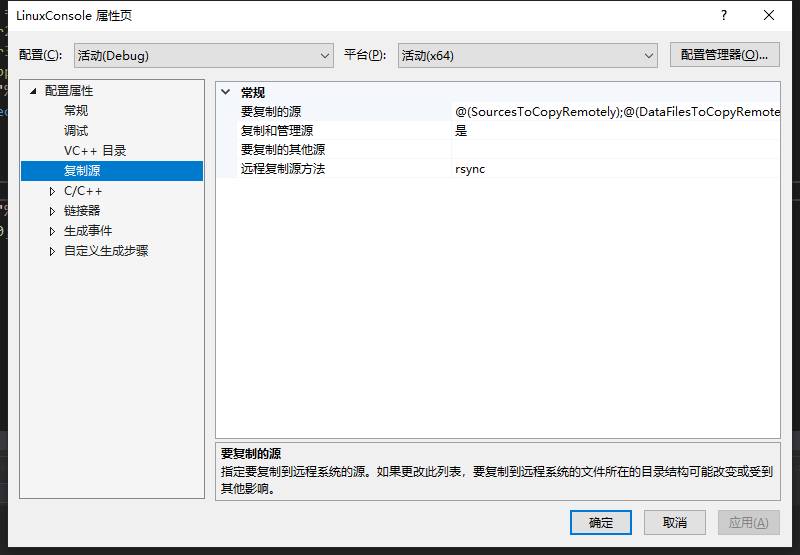 LinuxConsole 属性页
配置(C): 活动(Debug) 平台(P): 活动(x64) 配置管理器(O)...
配置属性
常规
调试
VC++ 目录
复制源
C/C++
链接器
生成事件
自定义生成步骤
常规
要复制的源 @(SourcesToCopyRemotely);@(DataFilesToCopyRemote
复制和管理源 是
要复制的其他源
远程复制源方法 rsync
要复制的源
指定要复制到远程系统的源。如果更改此列表，要复制到远程系统的文件所在的目录结构可能改变或受到
其他影响。
确定 取消 应用(A)